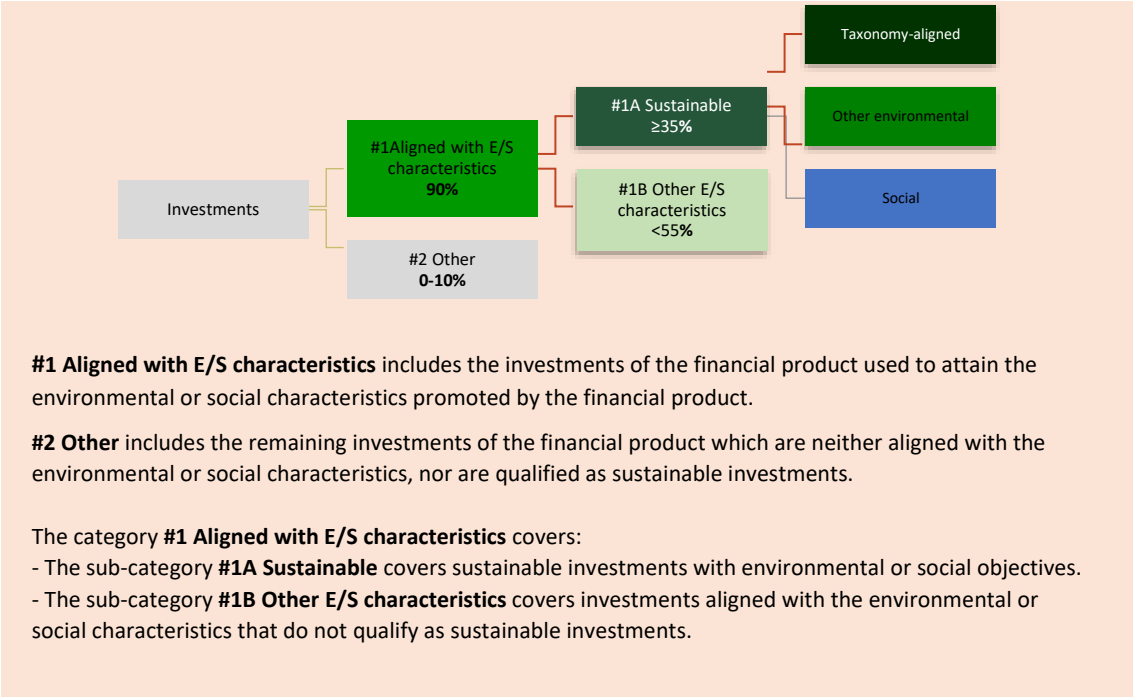 Taxonomy-aligned
#1A Sustainable
≥35%
Other environmental
#1Aligned with E/S
characteristics
90%
#1B Other E/S
characteristics
<55%
Investments
Social
#2 Other
0-10%
#1 Aligned with E/S characteristics includes the investments of the financial product used to attain the
environmental or social characteristics promoted by the financial product.
#2 Other includes the remaining investments of the financial product which are neither aligned with the
environmental or social characteristics, nor are qualified as sustainable investments.
The category #1 Aligned with E/S characteristics covers:
- The sub-category #1A Sustainable covers sustainable investments with environmental or social objectives.
- The sub-category #1B Other E/S characteristics covers investments aligned with the environmental or
social characteristics that do not qualify as sustainable investments.